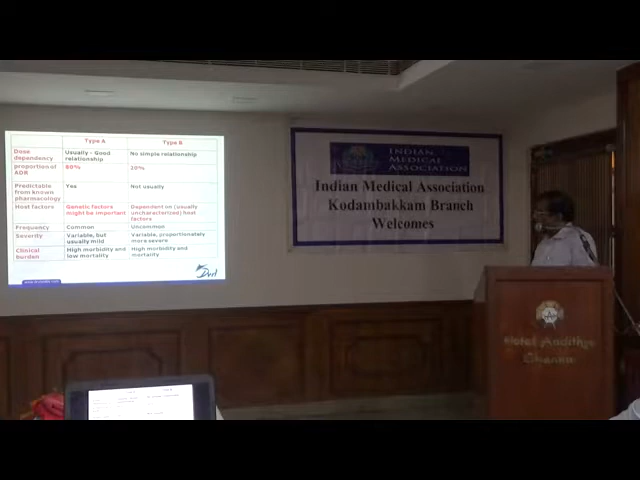 Type A Type B
Dose dependency Usually - Good relationship No simple relationship
proportion of ADR 80% 20%
Predictable from known pharmacology Yes Not usually
Host factors Genetic factors might be important Dependent on (usually uncharacterized) host factors
Frequency Common Uncommon
Severity Variable, but usually mild Variable, proportionately more severe
Clinical burden High morbidity and low mortality High morbidity and mortality
INDIAN
MEDICAL
ASSOCIATION
Indian Medical Association
Kodambakkam Branch
Welcomes
Hotel Aadithya
Chennai